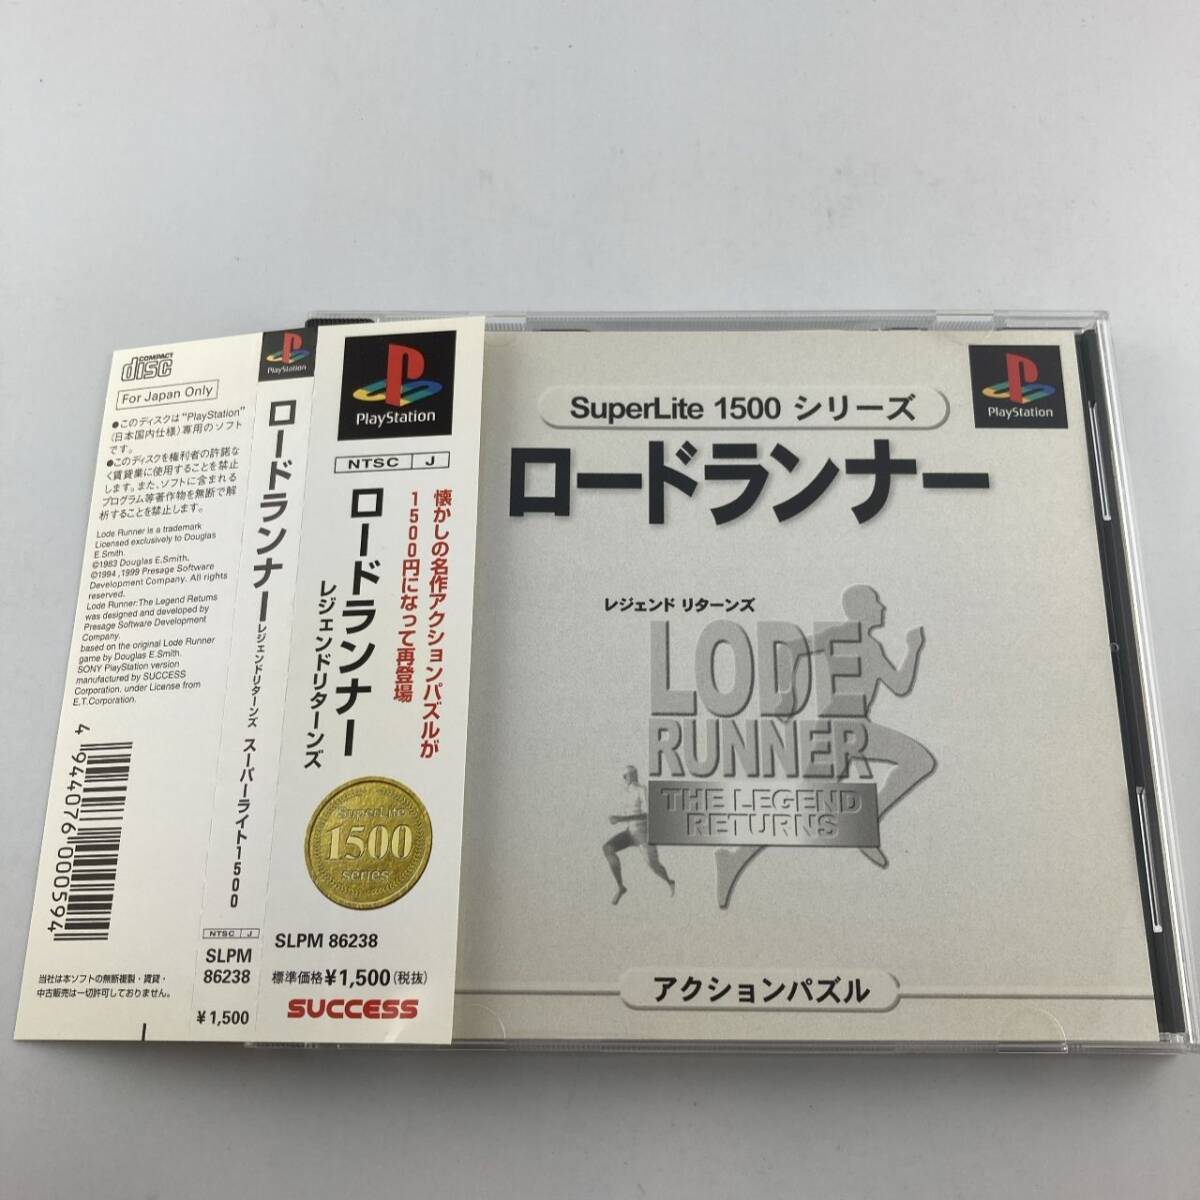 COMPACT
disc
For Japan Only
●このディスクは"PlayStation"
(日本国内仕様)専用のソフト
です。
●このディスクを権利者の許諾な
く賃貸業に使用することを禁止
します。また、ソフトに含まれる
プログラム等著作物を無断で解
析することを禁止します。
Lode Runner is a trademark
Licensed exclusively to Douglas
E.Smith.
©1983 Douglas E.Smith.
©1994 ,1999 Presage Software
Development Company. All rights
reserved.
Lode Runner:The Legend Returns
was designed and developed by
Presage Software Development
Company.
based on the original Lode Runner
game by Douglas E.Smith.
SONY PlayStation version
manufactured by SUCCESS
Corporation. under License from
E.T.Corporation.
4 944076 000594
当社は本ソフトの無断複製・賃貸・
中古販売は一切許可しておりません。
PlayStation
ロードランナー レジェンドリターンズ スーパーライト1500
NTSC J
SLPM
86238
¥1,500
PlayStation
NTSC J
懐かしの名作アクションパズルが
1500円になって再登場
ロードランナー
レジェンドリターンズ
SuperLite
1500
series
SLPM 86238
標準価格¥1,500(税抜)
SUCCESS
PlayStation
SuperLite 1500 シリーズ
ロードランナー
レジェンド リターンズ
LODE
RUNNER
THE LEGEND
RETURNS
アクションパズル